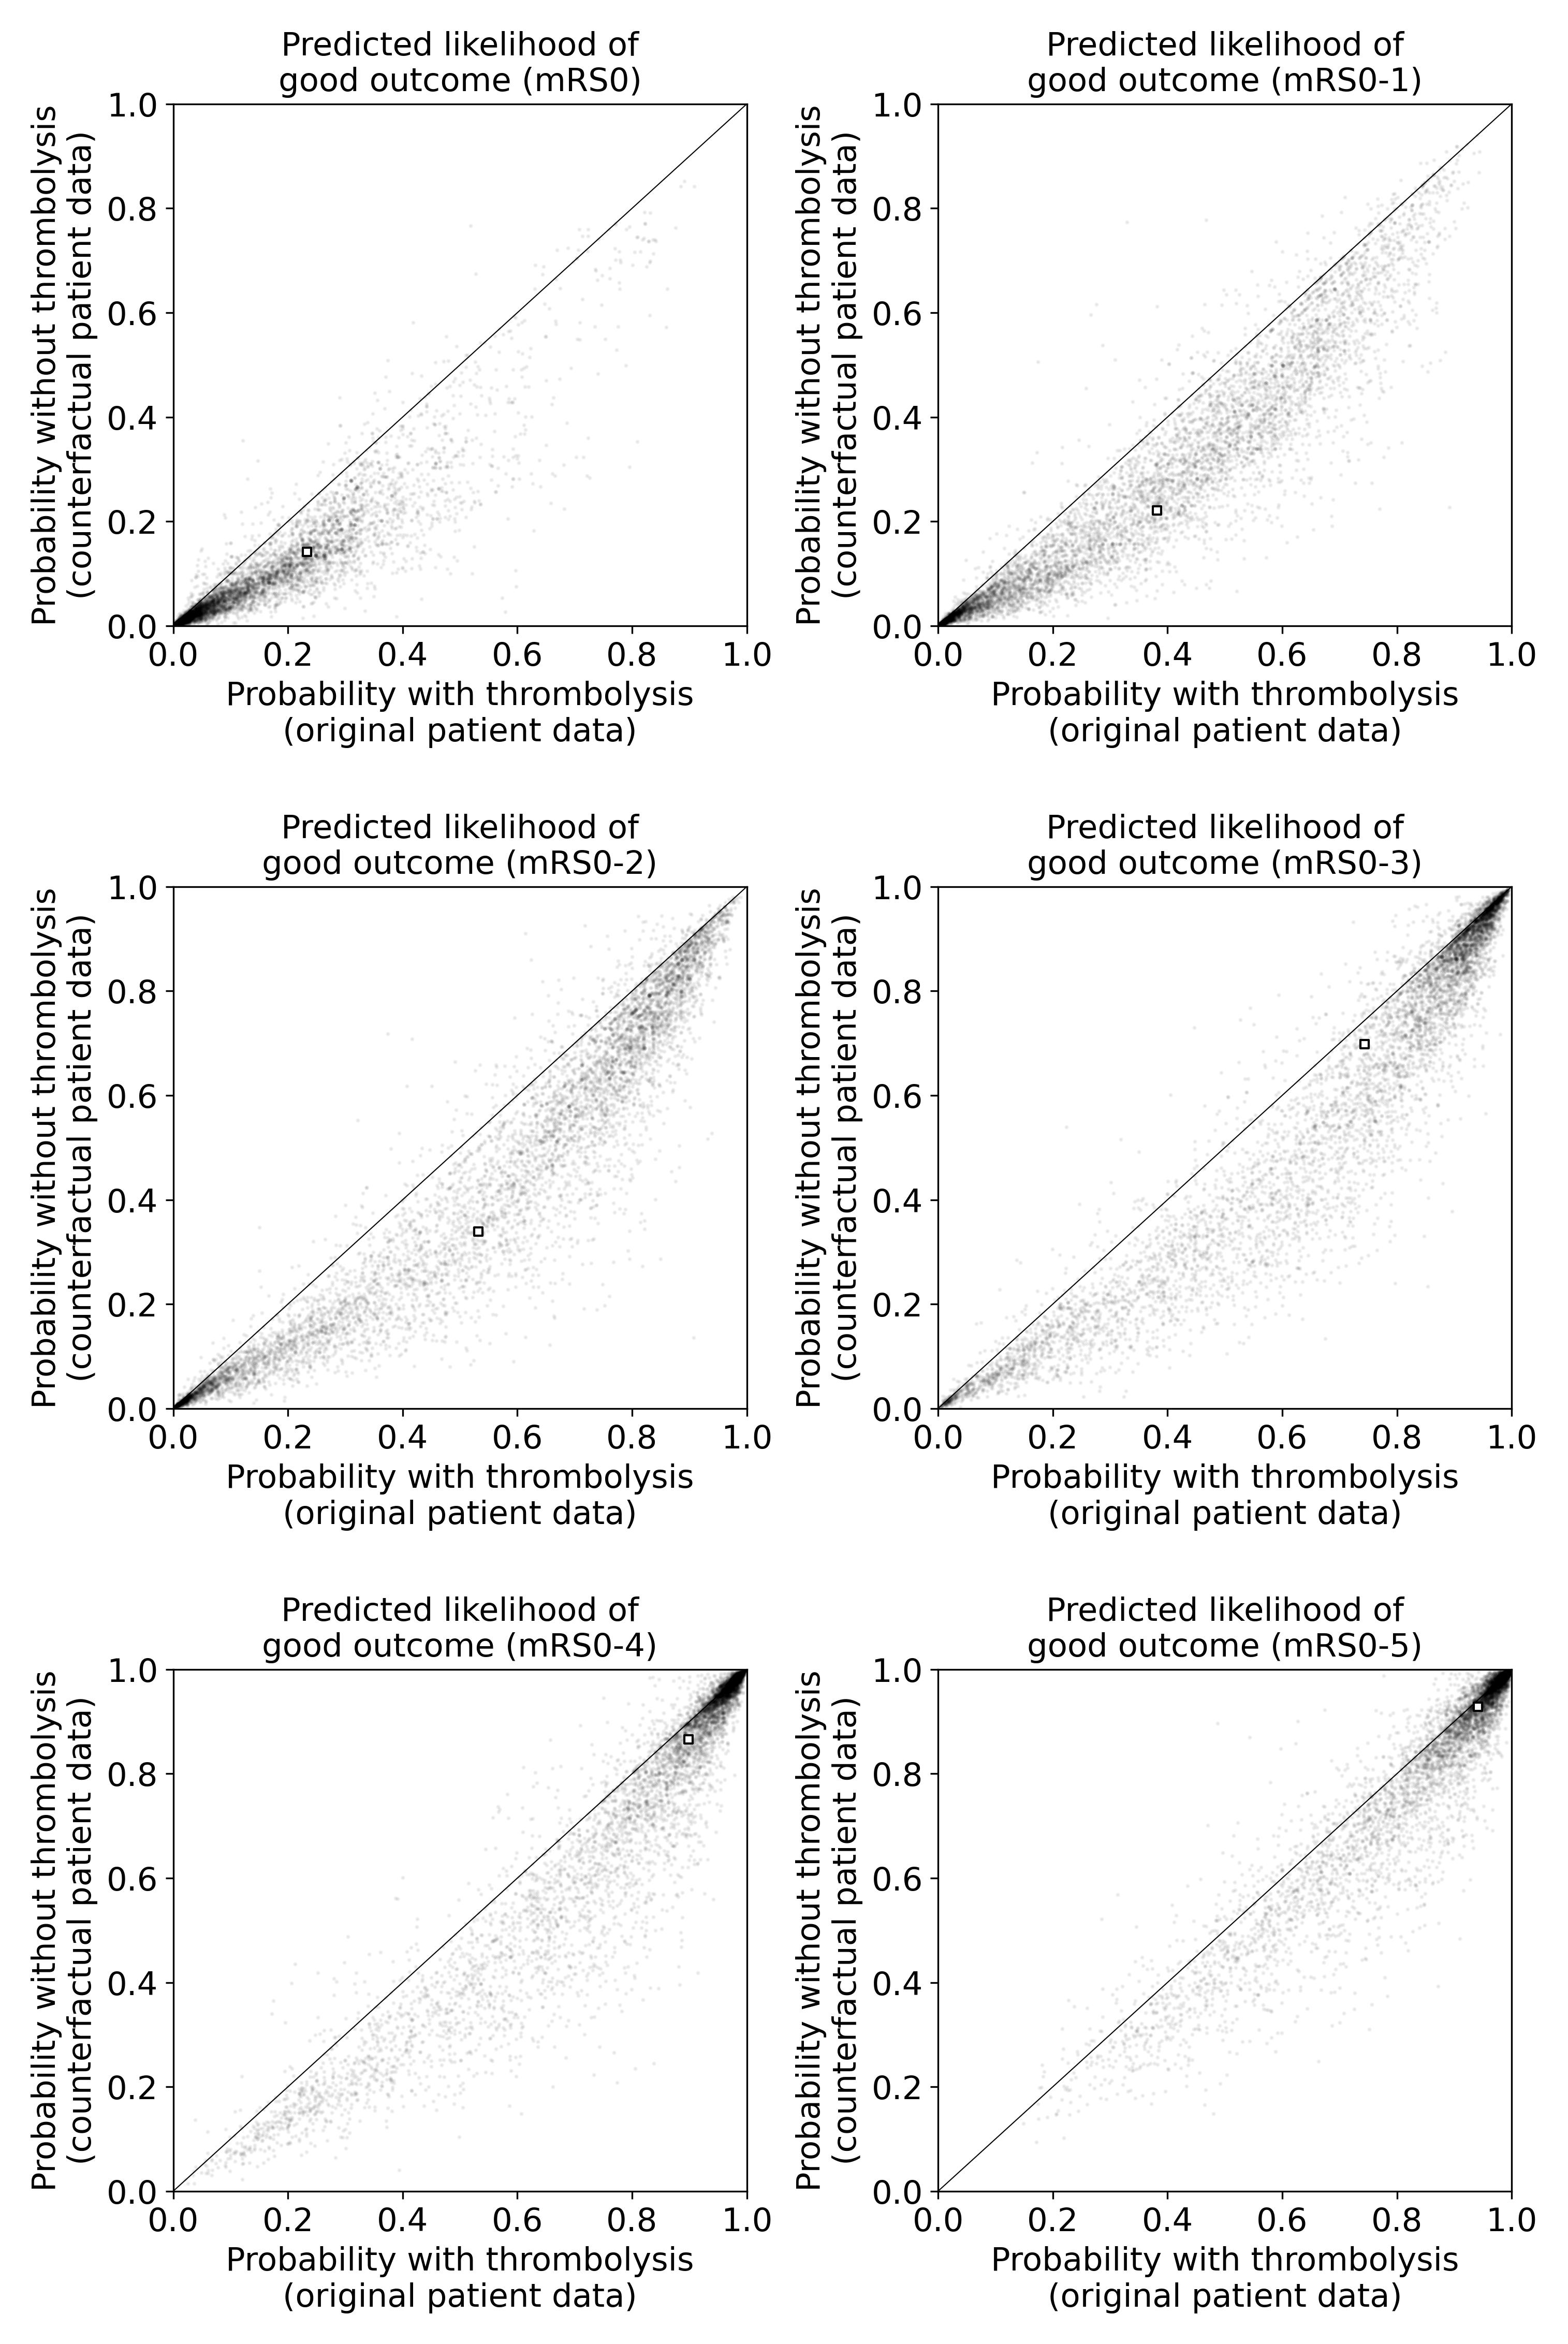 Predicted likelihood of
good outcome (mRS0)
Probability without thrombolysis
(counterfactual patient data)
1.0
0.8
0.6
0.4
0.2
0.0
0.0 0.2 0.4 0.6 0.8 1.0
Probability with thrombolysis
(original patient data)
Predicted likelihood of
good outcome (mRS0-1)
Probability without thrombolysis
(counterfactual patient data)
1.0
0.8
0.6
0.4
0.2
0.0
0.0 0.2 0.4 0.6 0.8 1.0
Probability with thrombolysis
(original patient data)
Predicted likelihood of
good outcome (mRS0-2)
Probability without thrombolysis
(counterfactual patient data)
1.0
0.8
0.6
0.4
0.2
0.0
0.0 0.2 0.4 0.6 0.8 1.0
Probability with thrombolysis
(original patient data)
Predicted likelihood of
good outcome (mRS0-3)
Probability without thrombolysis
(counterfactual patient data)
1.0
0.8
0.6
0.4
0.2
0.0
0.0 0.2 0.4 0.6 0.8 1.0
Probability with thrombolysis
(original patient data)
Predicted likelihood of
good outcome (mRS0-4)
Probability without thrombolysis
(counterfactual patient data)
1.0
0.8
0.6
0.4
0.2
0.0
0.0 0.2 0.4 0.6 0.8 1.0
Probability with thrombolysis
(original patient data)
Predicted likelihood of
good outcome (mRS0-5)
Probability without thrombolysis
(counterfactual patient data)
1.0
0.8
0.6
0.4
0.2
0.0
0.0 0.2 0.4 0.6 0.8 1.0
Probability with thrombolysis
(original patient data)